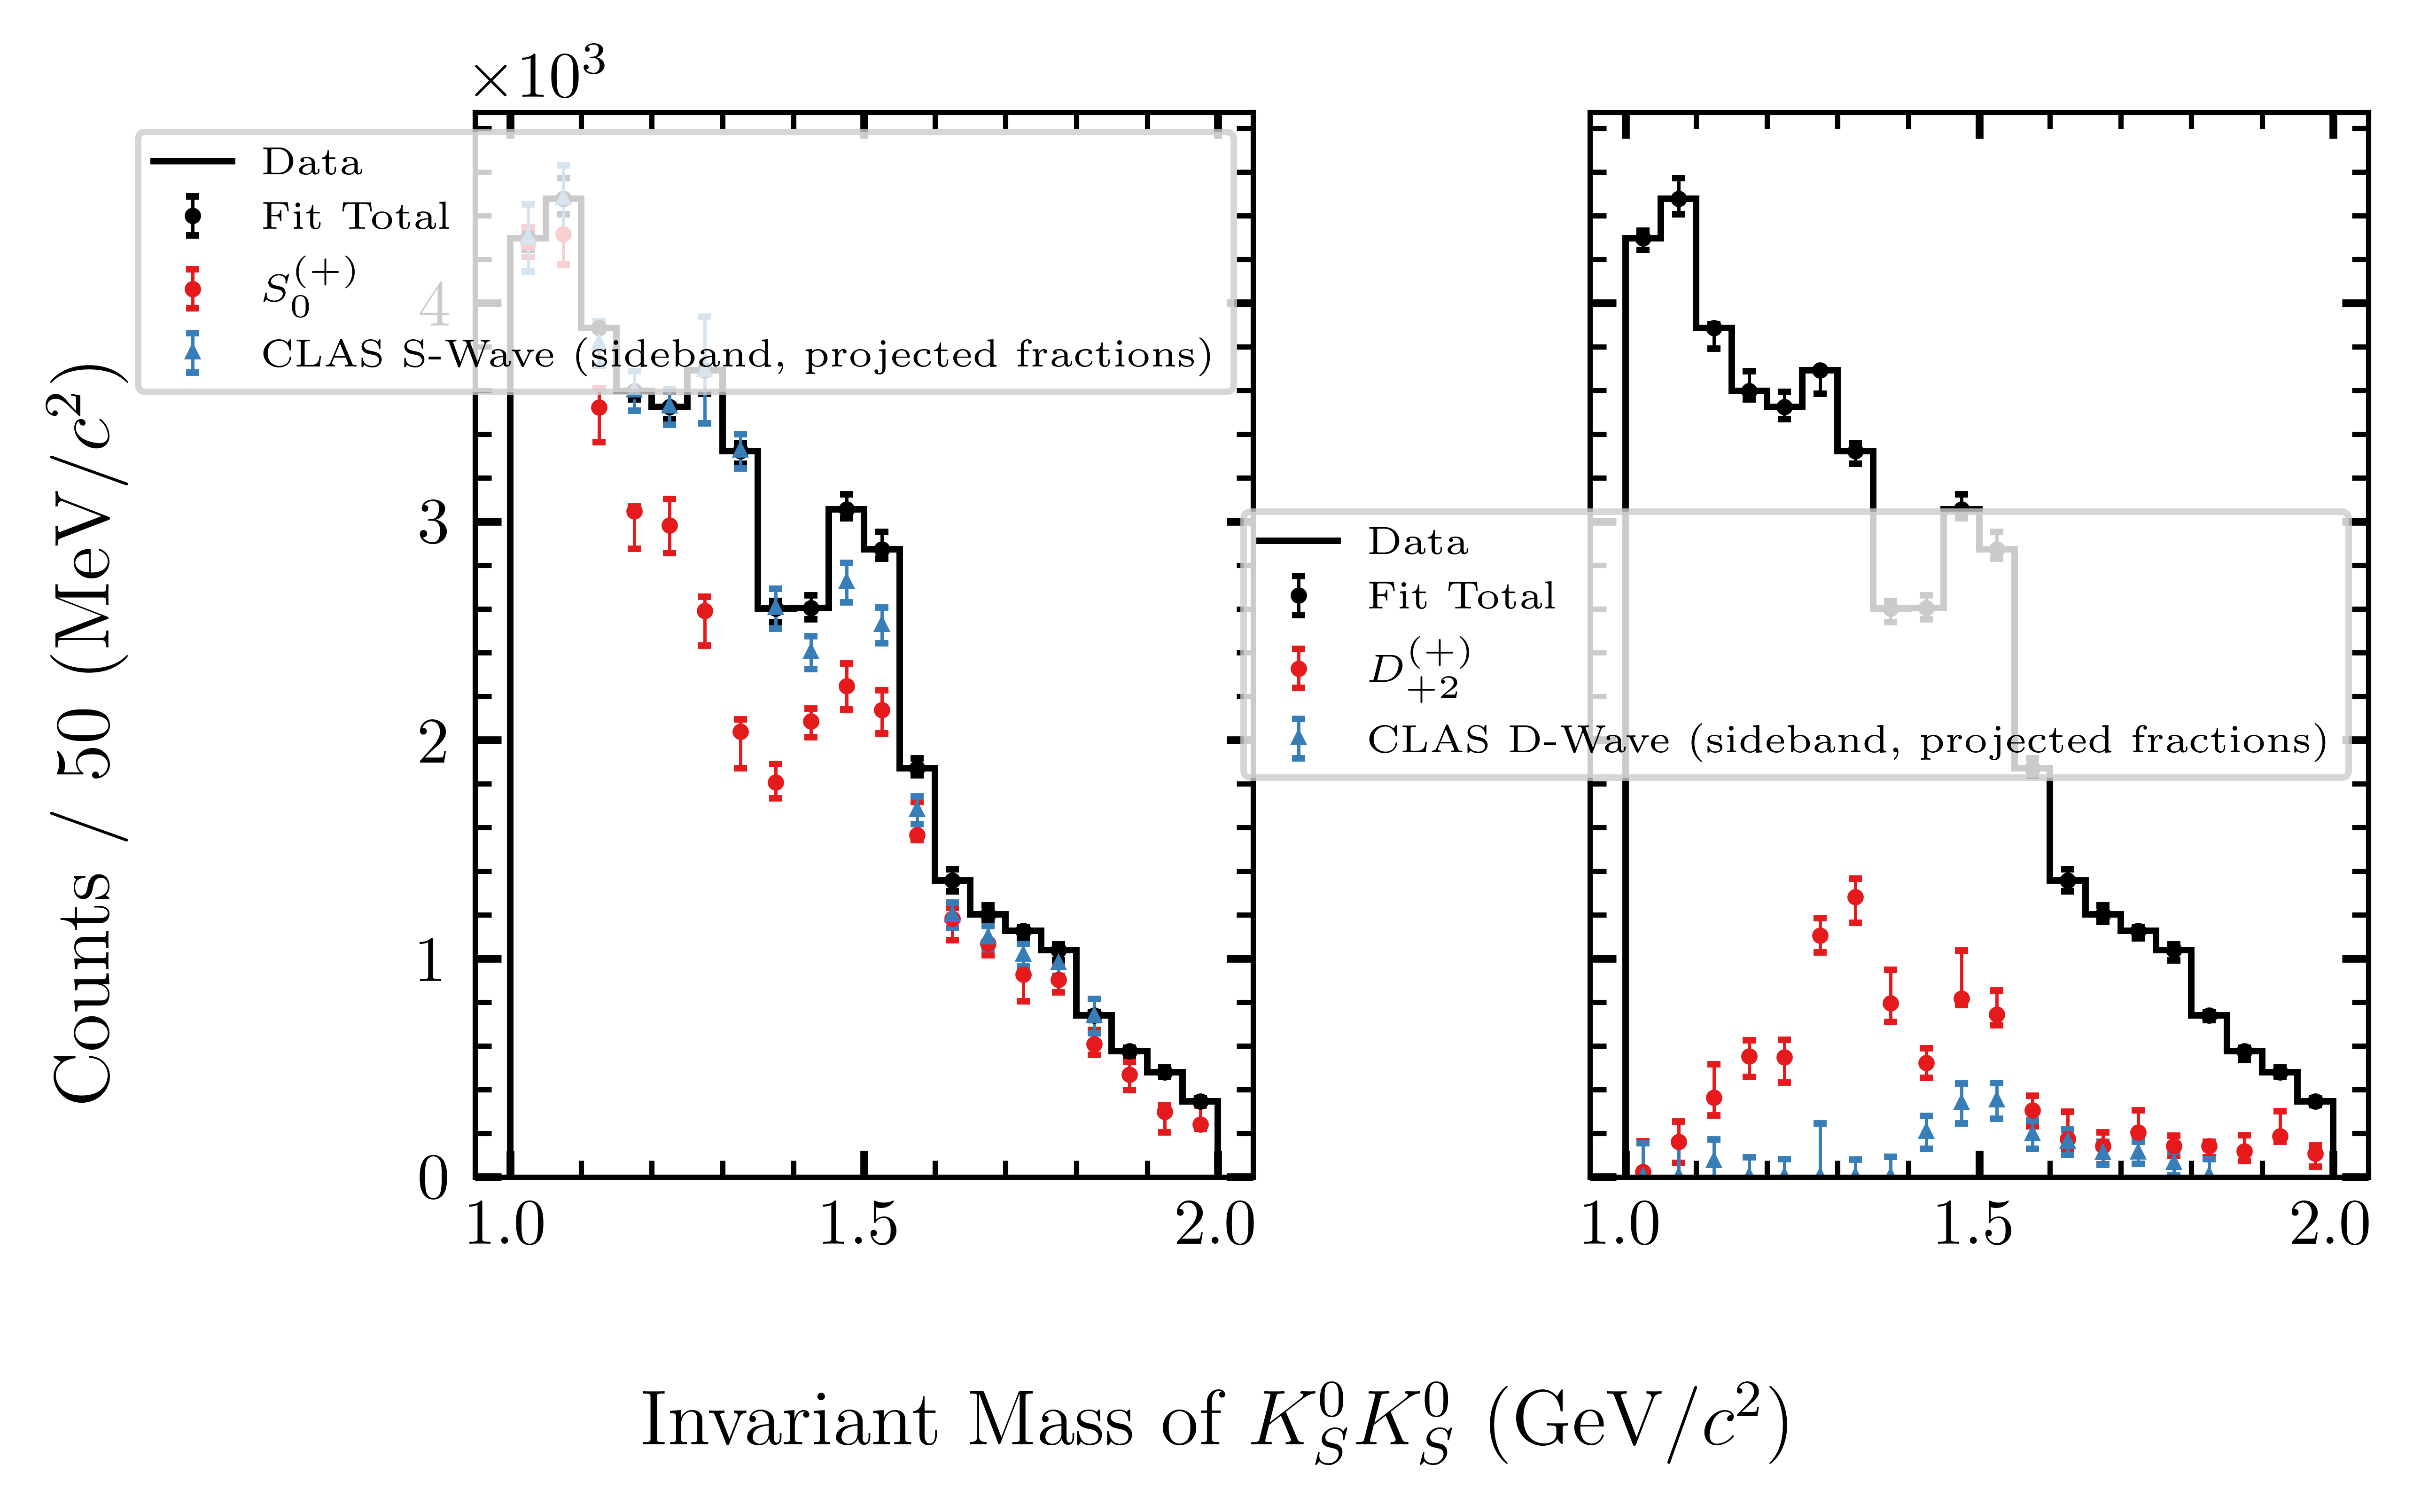 ×10³
Data
Fit Total
S₀⁽⁺⁾
CLAS S-Wave (sideband, projected fractions)
Data
Fit Total
D₊₂⁽⁺⁾
CLAS D-Wave (sideband, projected fractions)
4
3
2
1
0
1.0 1.5 2.0
1.0 1.5 2.0
Counts / 50 (MeV/c²)
Invariant Mass of K⁰_S K⁰_S (GeV/c²)